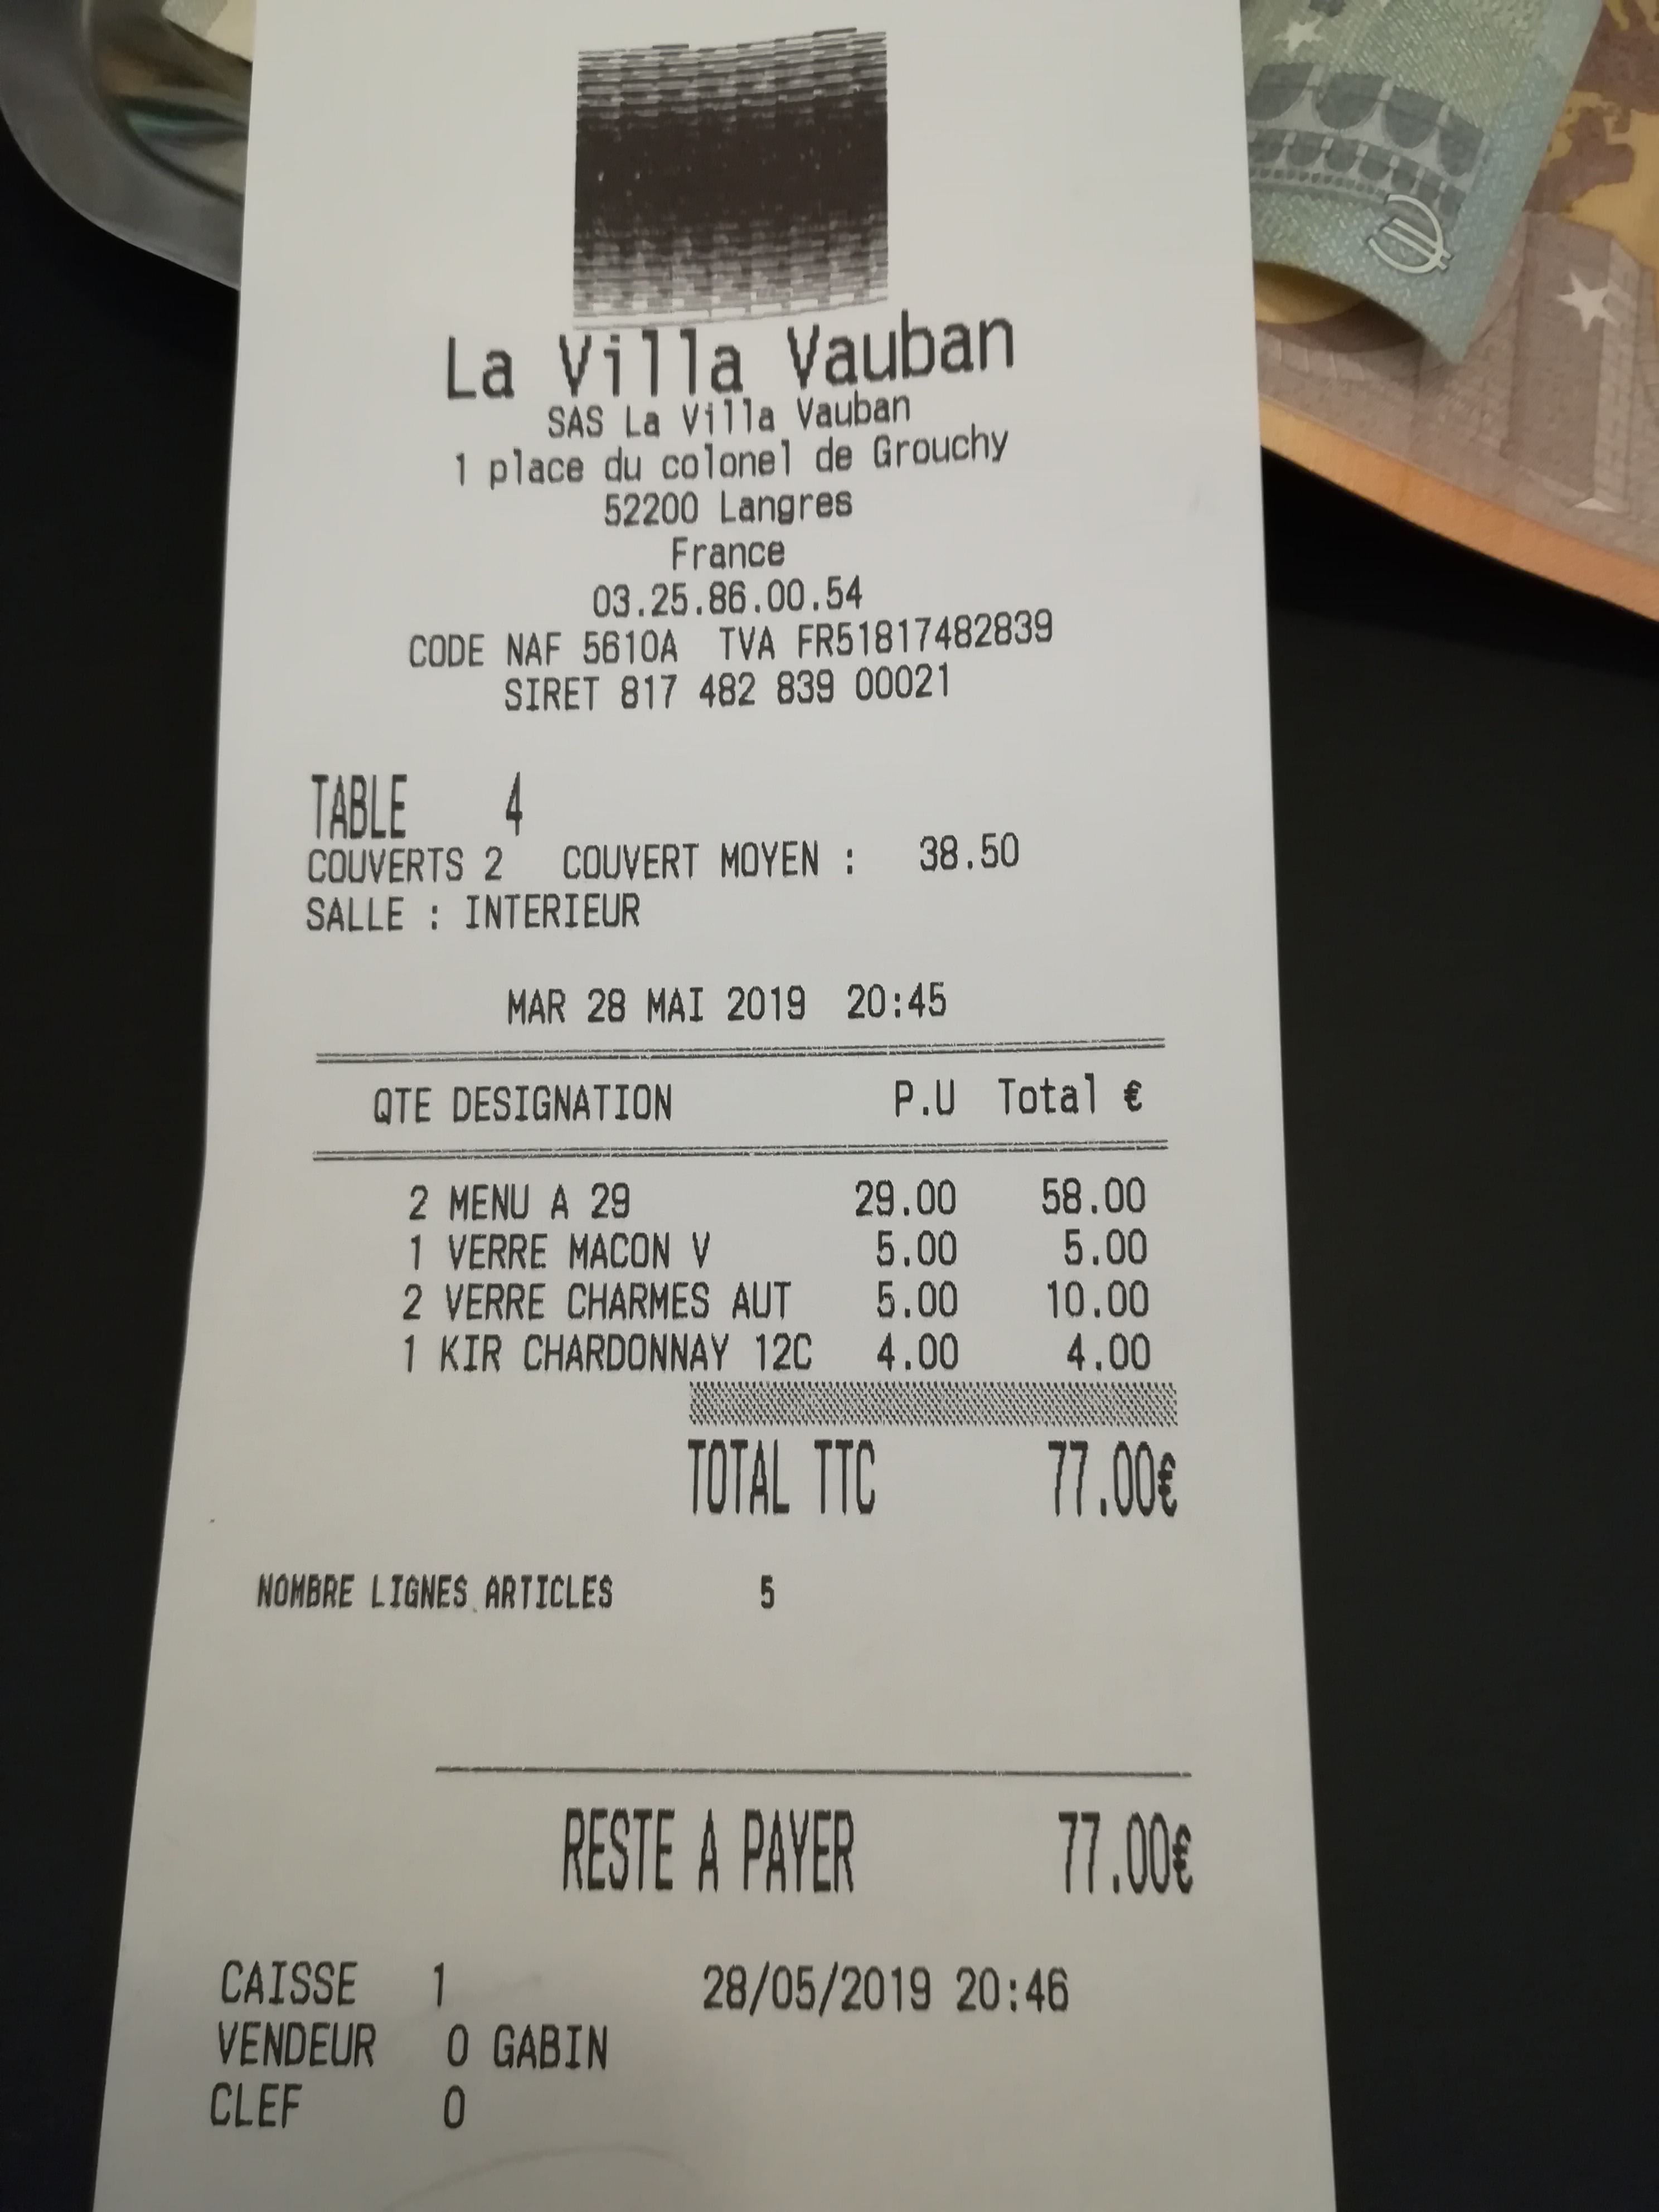 La Villa Vauban
SAS La Villa Vauban
1 place du colonel de Grouchy
52200 Langres
France
03.25.86.00.54
CODE NAF 5610A TVA FR51817482839
SIRET 817 482 839 00021
TABLE 4
COUVERTS 2 COUVERT MOYEN : 38.50
SALLE : INTERIEUR
MAR 28 MAI 2019 20:45
QTE DESIGNATION P.U Total €
2 MENU A 29 29.00 58.00
1 VERRE MACON V 5.00 5.00
2 VERRE CHARMES AUT 5.00 10.00
1 KIR CHARDONNAY 12C 4.00 4.00
TOTAL TTC 77.00€
NOMBRE LIGNES ARTICLES 5
RESTE A PAYER 77.00€
CAISSE 1 28/05/2019 20:46
VENDEUR 0 GABIN
CLEF 0